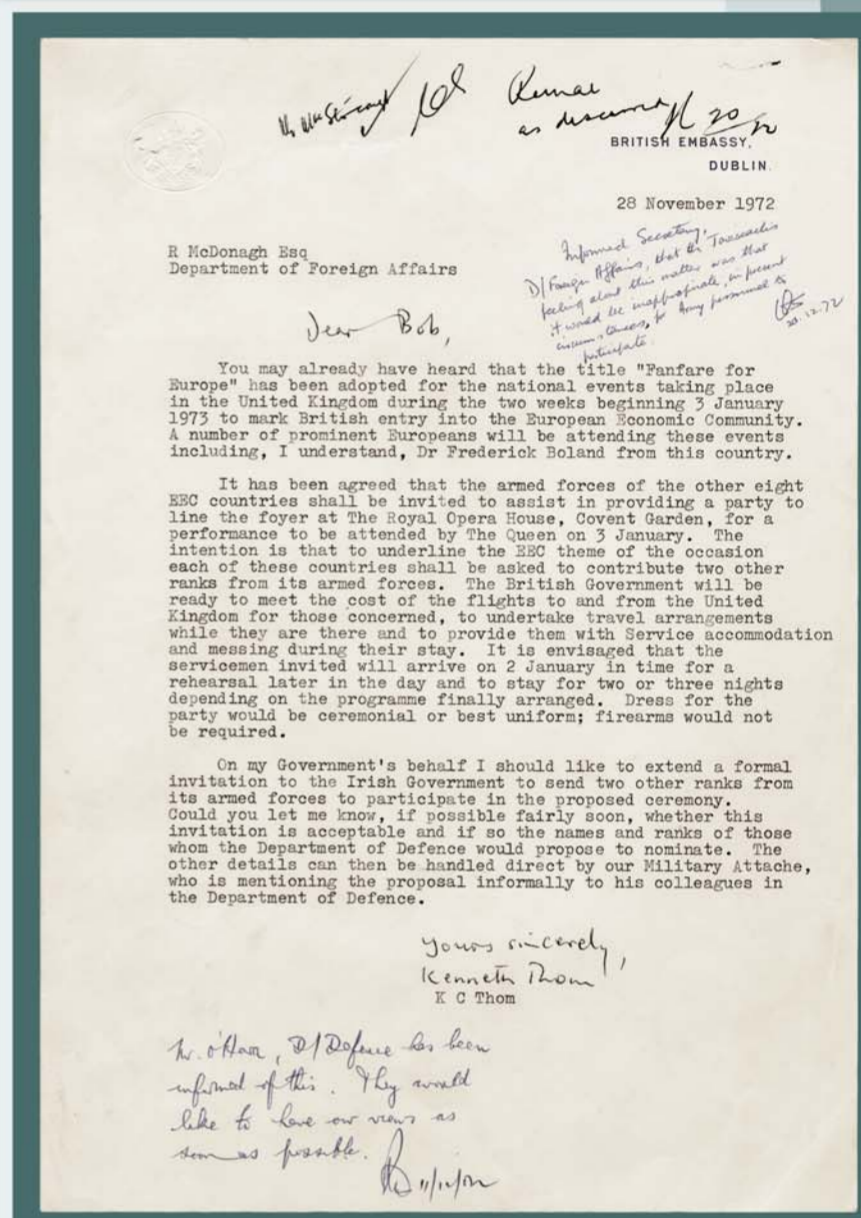 as discussed
BRITISH EMBASSY,
DUBLIN.
28 November 1972
Informed Secretary,
D/Foreign Affairs, that the Taoiseach's
feeling about this matter was that
it would be inappropriate, in present
circumstances, for Army personnel to
participate.
20.12.72
R McDonagh Esq
Department of Foreign Affairs
Dear Bob,
You may already have heard that the title "Fanfare for
Europe" has been adopted for the national events taking place
in the United Kingdom during the two weeks beginning 3 January
1973 to mark British entry into the European Economic Community.
A number of prominent Europeans will be attending these events
including, I understand, Dr Frederick Boland from this country.
It has been agreed that the armed forces of the other eight
EEC countries shall be invited to assist in providing a party to
line the foyer at The Royal Opera House, Covent Garden, for a
performance to be attended by The Queen on 3 January. The
intention is that to underline the EEC theme of the occasion
each of these countries shall be asked to contribute two other
ranks from its armed forces. The British Government will be
ready to meet the cost of the flights to and from the United
Kingdom for those concerned, to undertake travel arrangements
while they are there and to provide them with Service accommodation
and messing during their stay. It is envisaged that the
servicemen invited will arrive on 2 January in time for a
rehearsal later in the day and to stay for two or three nights
depending on the programme finally arranged. Dress for the
party would be ceremonial or best uniform; firearms would not
be required.
On my Government's behalf I should like to extend a formal
invitation to the Irish Government to send two other ranks from
its armed forces to participate in the proposed ceremony.
Could you let me know, if possible fairly soon, whether this
invitation is acceptable and if so the names and ranks of those
whom the Department of Defence would propose to nominate. The
other details can then be handled direct by our Military Attache,
who is mentioning the proposal informally to his colleagues in
the Department of Defence.
Yours sincerely,
Kenneth Thom
K C Thom
Mr. O'Hara, D/Defence has been
informed of this. They would
like to have our views as
soon as possible.